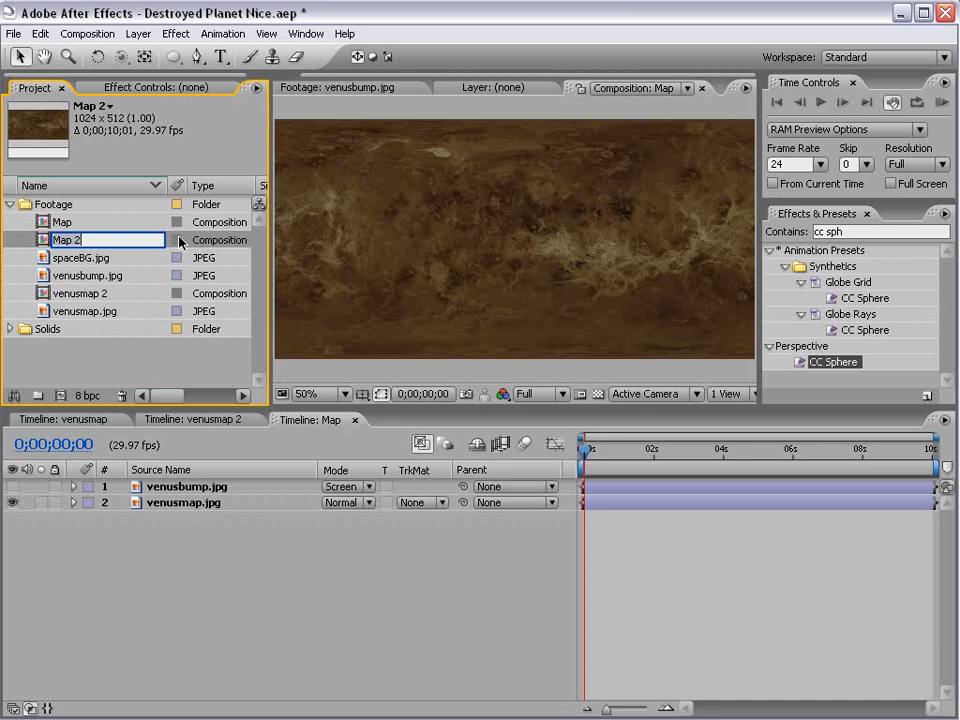 Adobe After Effects - Destroyed Planet Nice.aep *
File Edit Composition Layer Effect Animation View Window Help
Workspace: Standard
Project × Effect Controls: (none)
Map 2
1024 x 512 (1.00)
Δ 0;00;10;01, 29.97 fps
Name Type Si
Footage Folder
Map Composition
Map 2 Composition
spaceBG.jpg JPEG
venusbump.jpg JPEG
venusmap 2 Composition
venusmap.jpg JPEG
Solids Folder
8 bpc
Footage: venusbump.jpg Layer: (none) Composition: Map ×
50% 0;00;00;00 Full Active Camera 1 View
Time Controls ×
RAM Preview Options
Frame Rate Skip Resolution
24 0 Full
From Current Time Full Screen
Effects & Presets ×
Contains: cc sph
* Animation Presets
Synthetics
Globe Grid
CC Sphere
Globe Rays
CC Sphere
Perspective
CC Sphere
Timeline: venusmap Timeline: venusmap 2 Timeline: Map ×
0;00;00;00 (29.97 fps)
02s 04s 06s 08s 10s
# Source Name Mode T TrkMat Parent
1 venusbump.jpg Screen None
2 venusmap.jpg Normal None None